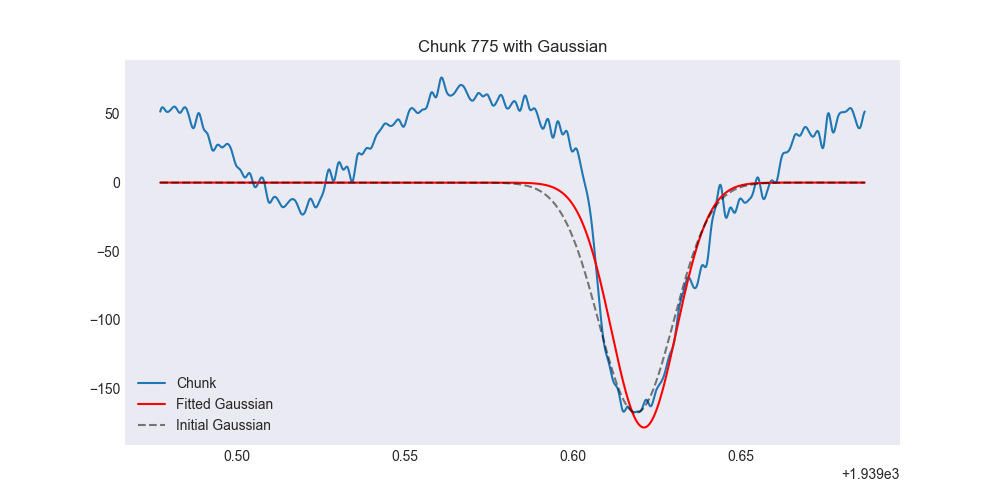 Chunk 775 with Gaussian
50
0
−50
−100
−150
Chunk
Fitted Gaussian
Initial Gaussian
0.50 0.55 0.60 0.65
+1.939e3